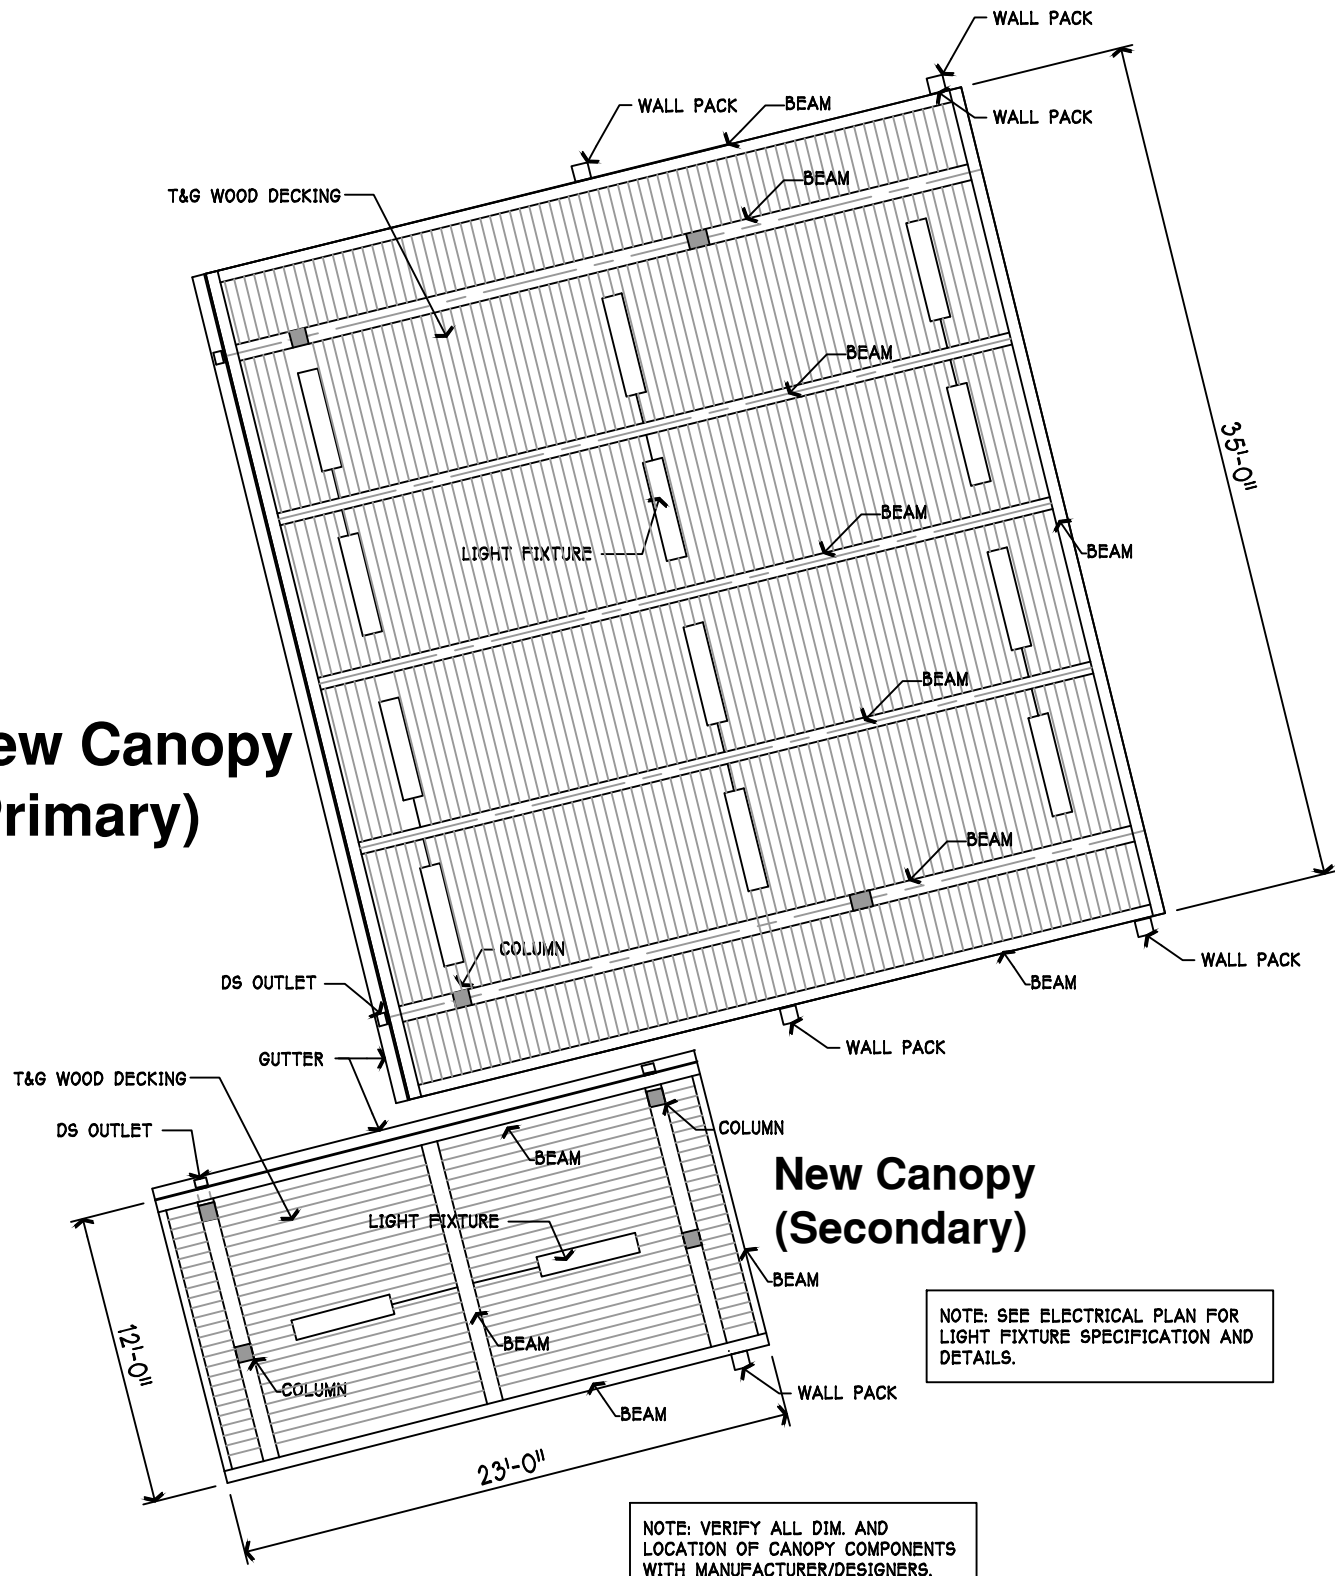 WALL PACK
WALL PACK
BEAM
WALL PACK
BEAM
T&G WOOD DECKING
BEAM
35'-0"
BEAM
LIGHT FIXTURE
BEAM
BEAM
ew Canopy
Primary)
BEAM
COLUMN
DS OUTLET
BEAM
WALL PACK
WALL PACK
GUTTER
T&G WOOD DECKING
DS OUTLET
COLUMN
BEAM
New Canopy
(Secondary)
LIGHT FIXTURE
BEAM
12'-0"
BEAM
COLUMN
WALL PACK
BEAM
23'-0"
NOTE: SEE ELECTRICAL PLAN FOR
LIGHT FIXTURE SPECIFICATION AND
DETAILS.
NOTE: VERIFY ALL DIM. AND
LOCATION OF CANOPY COMPONENTS
WITH MANUFACTURER/DESIGNERS.